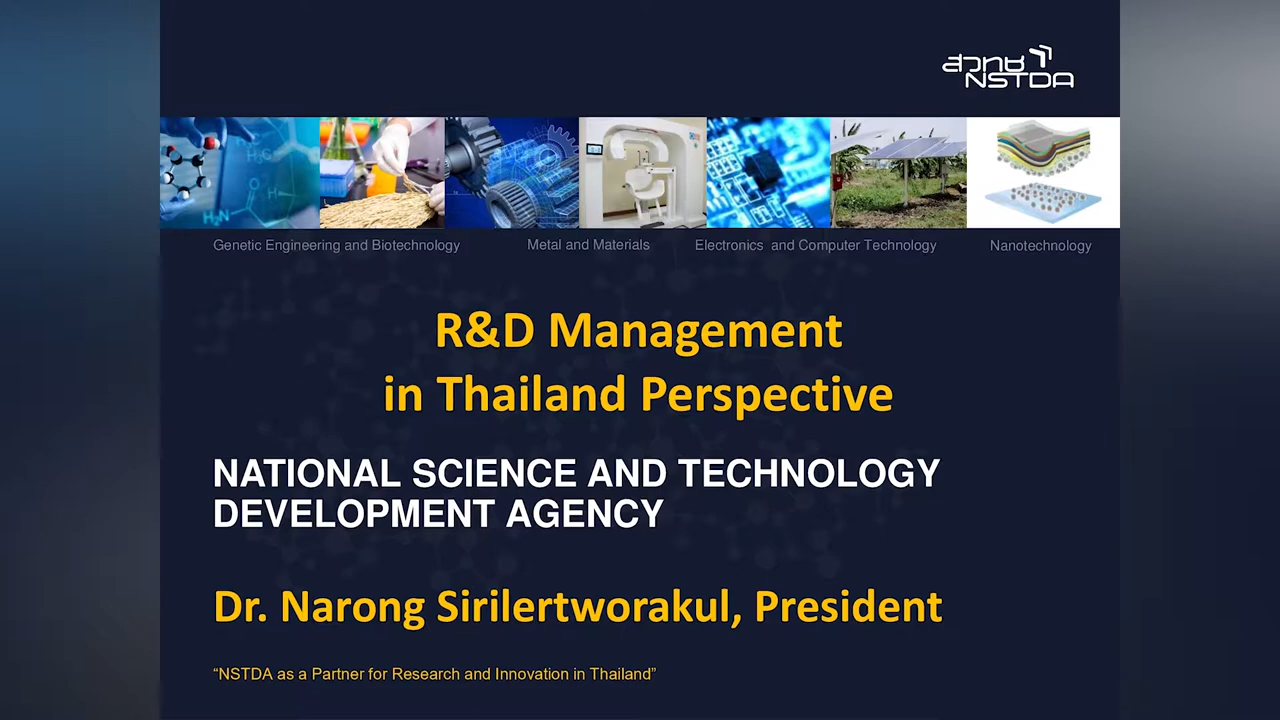 สวทช
NSTDA
Genetic Engineering and Biotechnology
Metal and Materials
Electronics and Computer Technology
Nanotechnology
R&D Management
in Thailand Perspective
NATIONAL SCIENCE AND TECHNOLOGY
DEVELOPMENT AGENCY
Dr. Narong Sirilertworakul, President
“NSTDA as a Partner for Research and Innovation in Thailand”